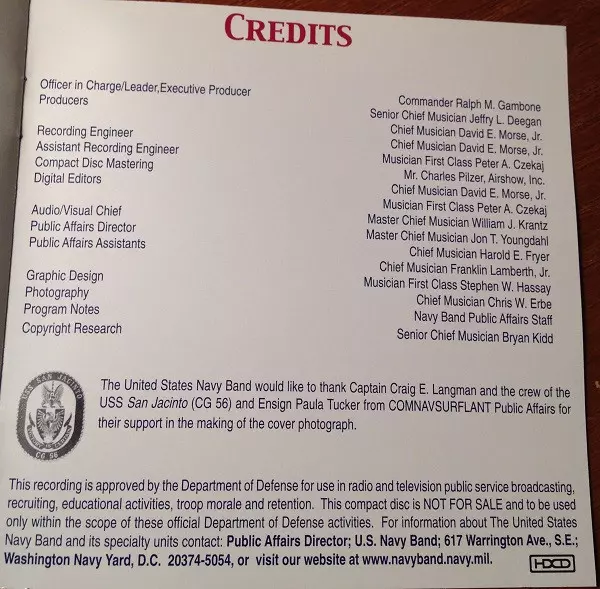 CREDITS
Officer in Charge/Leader,Executive Producer Commander Ralph M. Gambone
Producers Senior Chief Musician Jeffry L. Deegan
Chief Musician David E. Morse, Jr.
Recording Engineer Chief Musician David E. Morse, Jr.
Assistant Recording Engineer Musician First Class Peter A. Czekaj
Compact Disc Mastering Mr. Charles Pilzer, Airshow, Inc.
Digital Editors Chief Musician David E. Morse, Jr.
Musician First Class Peter A. Czekaj
Audio/Visual Chief Master Chief Musician William J. Krantz
Public Affairs Director Master Chief Musician Jon T. Youngdahl
Public Affairs Assistants Chief Musician Harold E. Fryer
Chief Musician Franklin Lamberth, Jr.
Graphic Design Musician First Class Stephen W. Hassay
Photography Chief Musician Chris W. Erbe
Program Notes Navy Band Public Affairs Staff
Copyright Research Senior Chief Musician Bryan Kidd
USS SAN JACINTO
CG 56
The United States Navy Band would like to thank Captain Craig E. Langman and the crew of the
USS San Jacinto (CG 56) and Ensign Paula Tucker from COMNAVSURFLANT Public Affairs for
their support in the making of the cover photograph.
This recording is approved by the Department of Defense for use in radio and television public service broadcasting,
recruiting, educational activities, troop morale and retention. This compact disc is NOT FOR SALE and to be used
only within the scope of these official Department of Defense activities. For information about The United States
Navy Band and its specialty units contact: Public Affairs Director; U.S. Navy Band; 617 Warrington Ave., S.E.;
Washington Navy Yard, D.C. 20374-5054, or visit our website at www.navyband.navy.mil.
HDCD